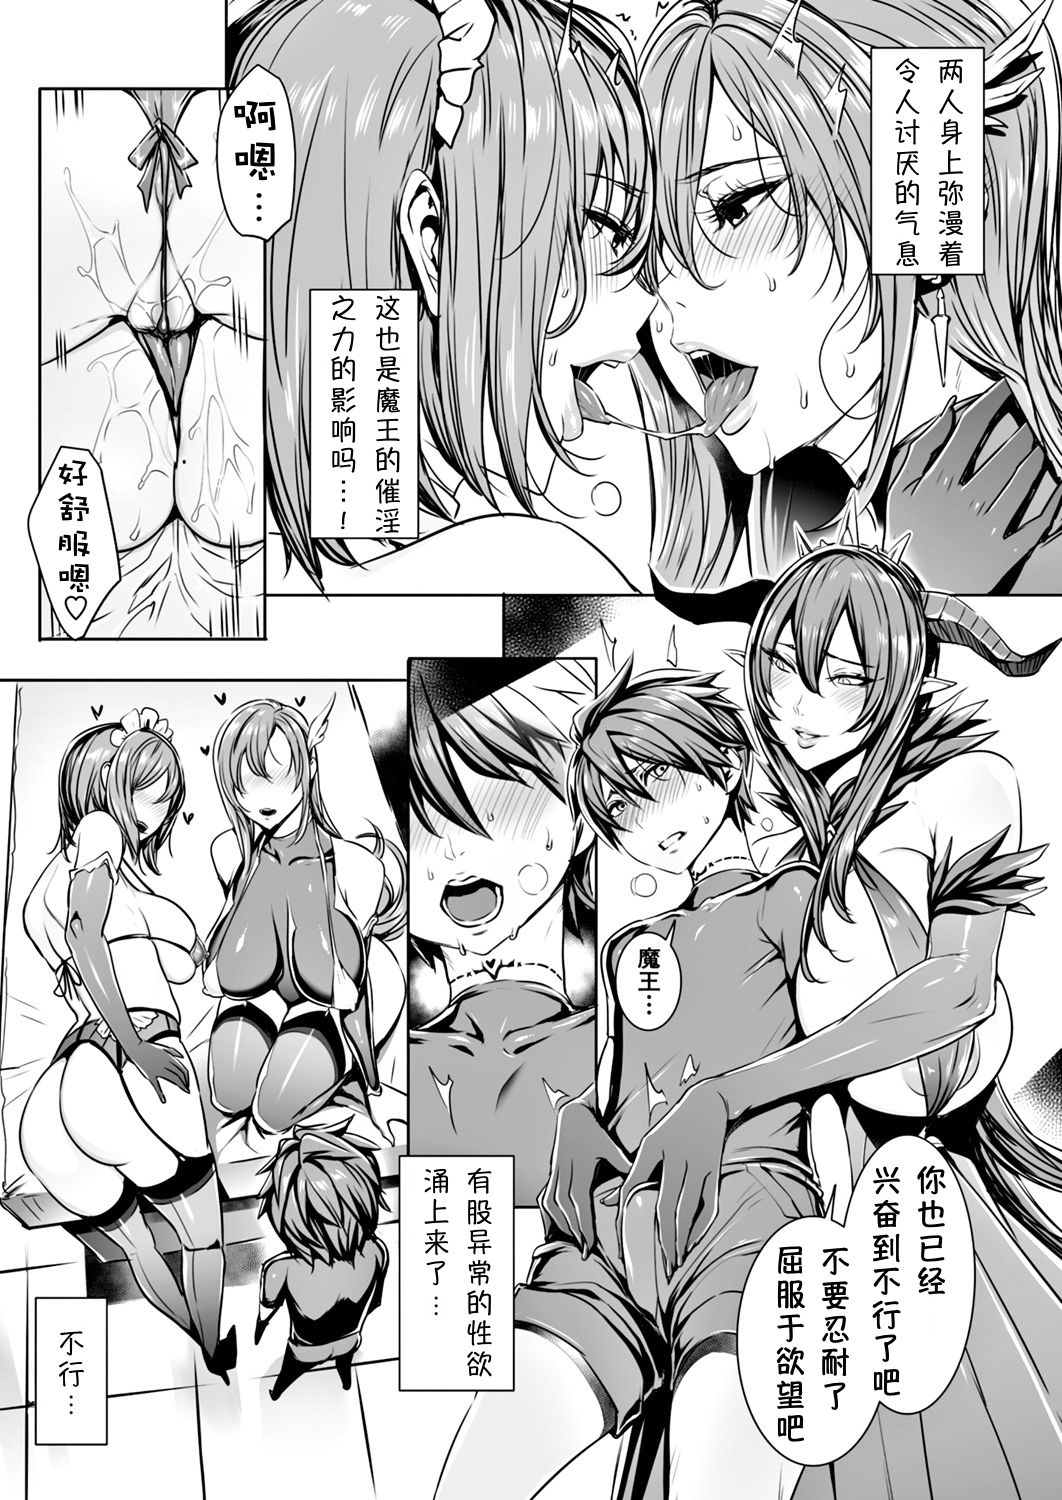 两人身上弥漫着
令人讨厌的气息
这也是魔王的催淫
之力的影响吗…！
啊
嗯…
好舒服嗯♡
魔王…
你也已经
兴奋到不行了吧
不要忍耐了
屈服于欲望吧
有股异常的性欲
涌上来了…
不行…